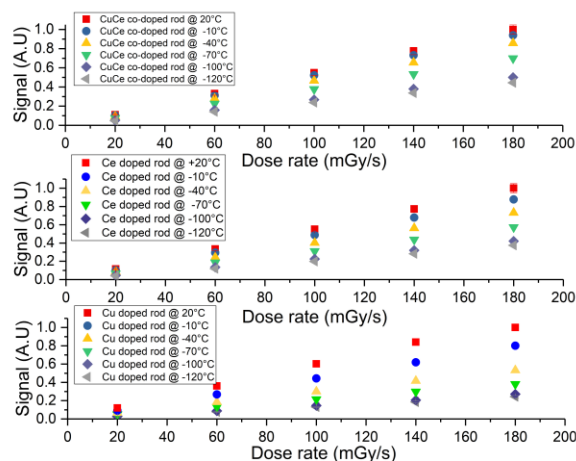 CuCe co-doped rod @ 20°C
CuCe co-doped rod @ -10°C
CuCe co-doped rod @ -40°C
CuCe co-doped rod @ -70°C
CuCe co-doped rod @ -100°C
CuCe co-doped rod @ -120°C
Signal (A.U)
1.0
0.8
0.6
0.4
0.2
0.0
0 20 40 60 80 100 120 140 160 180 200
Dose rate (mGy/s)
Ce doped rod @ +20°C
Ce doped rod @ -10°C
Ce doped rod @ -40°C
Ce doped rod @ -70°C
Ce doped rod @ -100°C
Ce doped rod @ -120°C
Signal (A.U)
1.0
0.8
0.6
0.4
0.2
0.0
0 20 40 60 80 100 120 140 160 180 200
Dose rate (mGy/s)
Cu doped rod @ 20°C
Cu doped rod @ -10°C
Cu doped rod @ -40°C
Cu doped rod @ -70°C
Cu doped rod @ -100°C
Cu doped rod @ -120°C
Signal (A.U)
1.0
0.8
0.6
0.4
0.2
0.0
0 20 40 60 80 100 120 140 160 180 200
Dose rate (mGy/s)